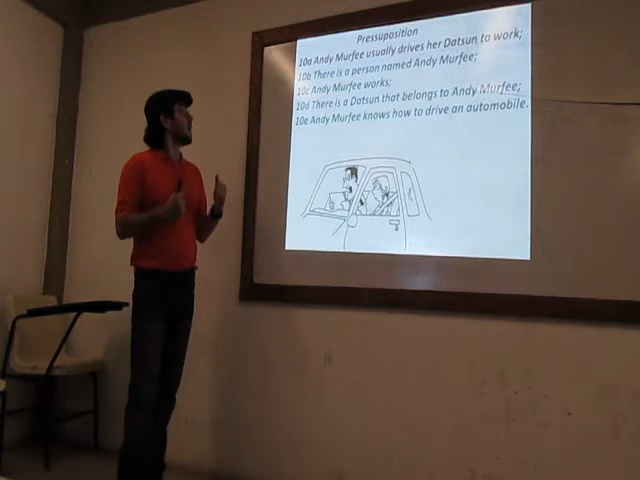 Presupposition
10a Andy Murfee usually drives her Datsun to work;
10b There is a person named Andy Murfee;
10c Andy Murfee works;
10d There is a Datsun that belongs to Andy Murfee;
10e Andy Murfee knows how to drive an automobile.